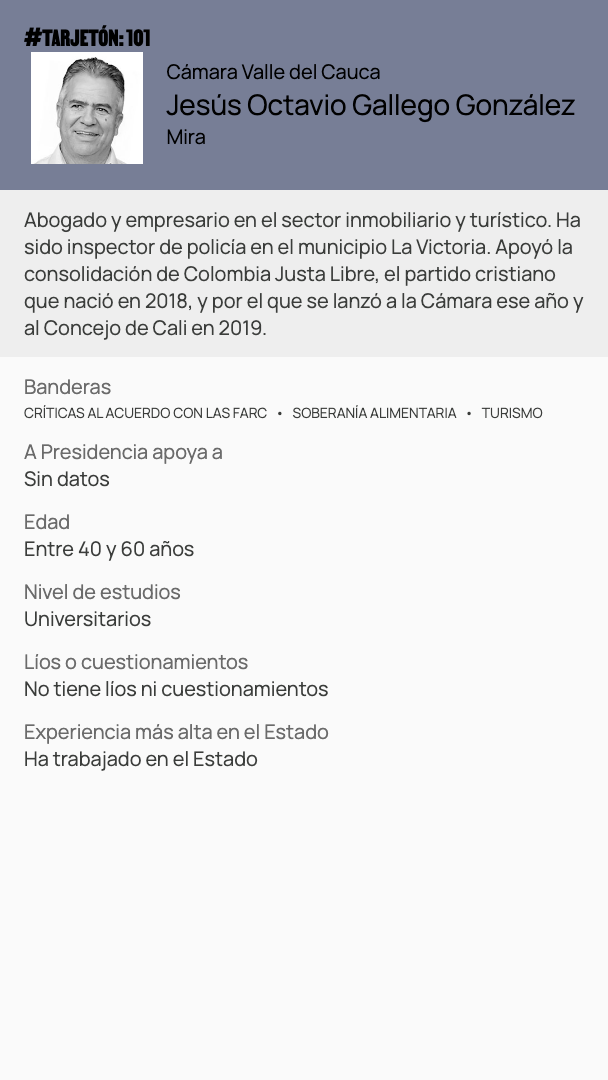 #TARJETÓN: 101
Cámara Valle del Cauca
Jesús Octavio Gallego González
Mira
Abogado y empresario en el sector inmobiliario y turístico. Ha
sido inspector de policía en el municipio La Victoria. Apoyó la
consolidación de Colombia Justa Libre, el partido cristiano
que nació en 2018, y por el que se lanzó a la Cámara ese año y
al Concejo de Cali en 2019.
Banderas
CRÍTICAS AL ACUERDO CON LAS FARC • SOBERANÍA ALIMENTARIA • TURISMO
A Presidencia apoya a
Sin datos
Edad
Entre 40 y 60 años
Nivel de estudios
Universitarios
Líos o cuestionamientos
No tiene líos ni cuestionamientos
Experiencia más alta en el Estado
Ha trabajado en el Estado